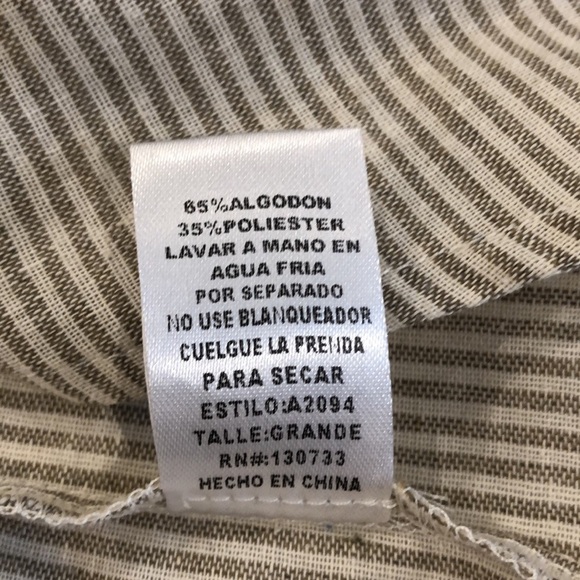 65%ALGODON
35%POLIESTER
LAVAR A MANO EN
AGUA FRIA
POR SEPARADO
NO USE BLANQUEADOR
CUELGUE LA PRENDA
PARA SECAR
ESTILO:A2094
TALLE:GRANDE
RN#:130733
HECHO EN CHINA